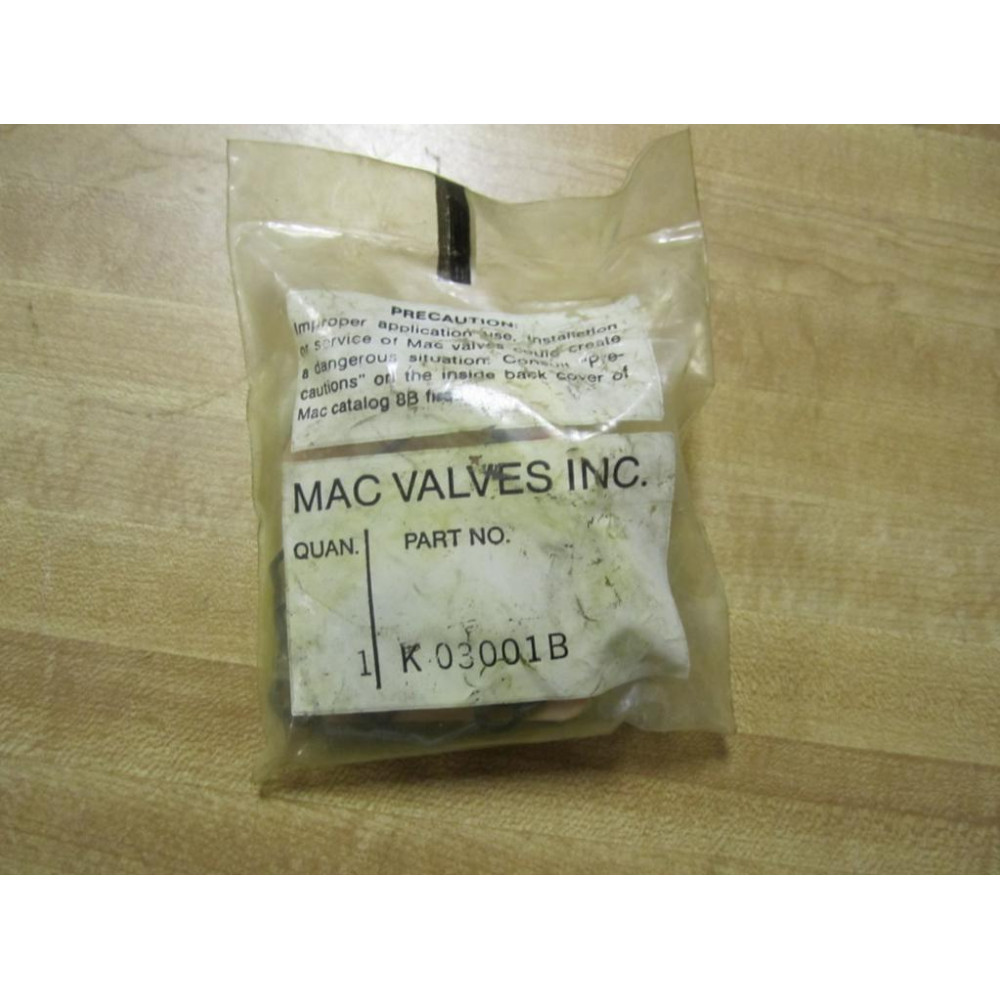 PRECAUTION:
Improper application use, installation
or service of Mac valves could create
a dangerous situation: Consult "Pre-
cautions" on the inside back cover of
Mac catalog 8B
MAC VALVES INC.
QUAN. PART NO.
1 K 03001B